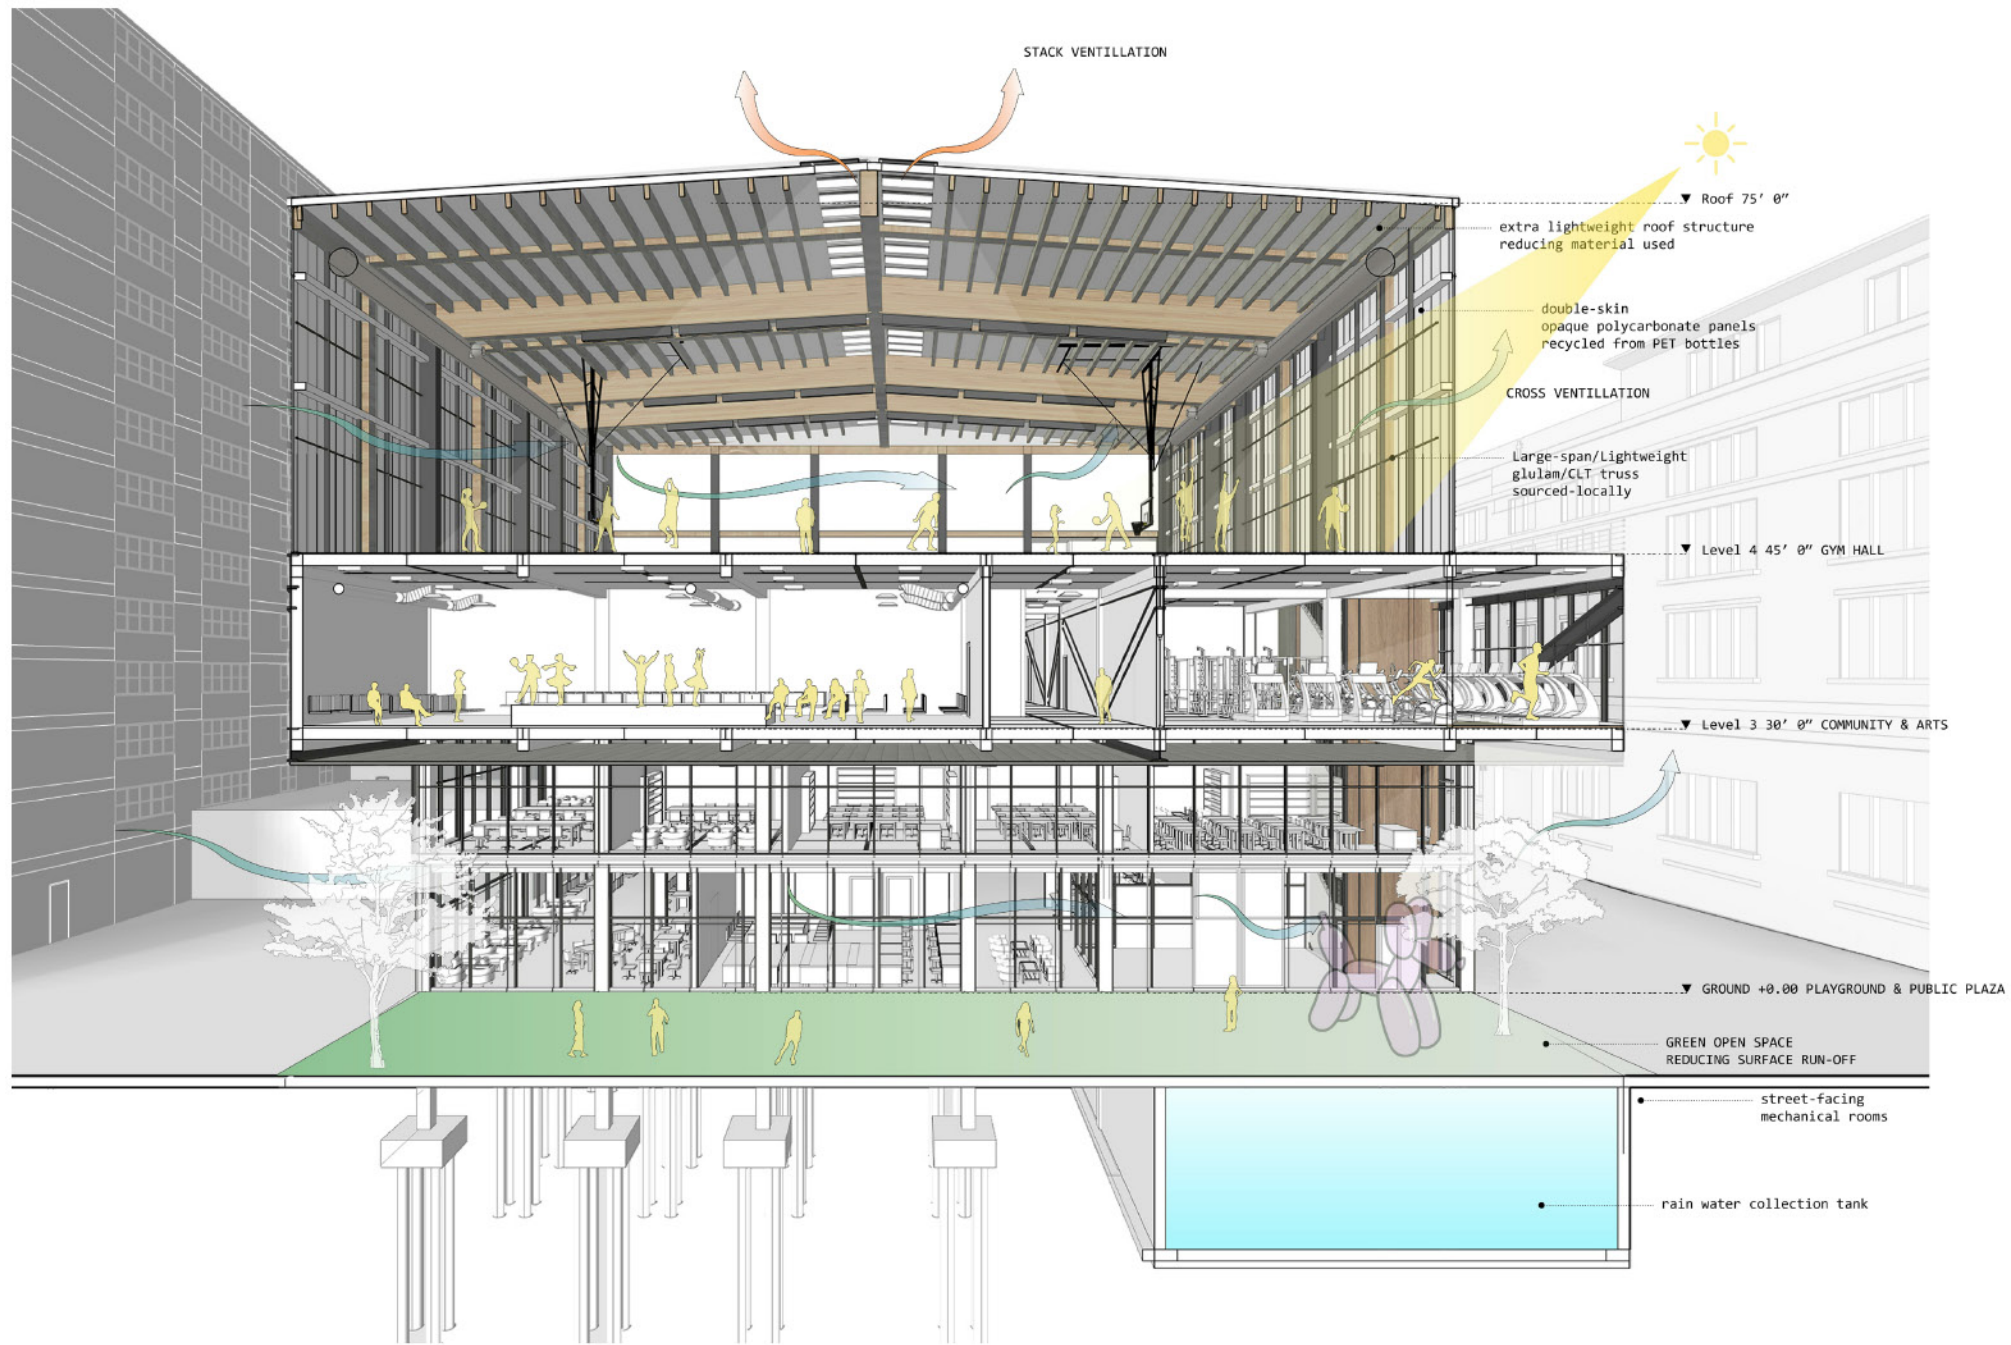 STACK VENTILLATION
▼ Roof 75' 0"
extra lightweight roof structure
reducing material used
double-skin
opaque polycarbonate panels
recycled from PET bottles
CROSS VENTILLATION
Large-span/Lightweight
glulam/CLT truss
sourced-locally
▼ Level 4 45' 0" GYM HALL
▼ Level 3 30' 0" COMMUNITY & ARTS
▼ GROUND +0.00 PLAYGROUND & PUBLIC PLAZA
GREEN OPEN SPACE
REDUCING SURFACE RUN-OFF
street-facing
mechanical rooms
rain water collection tank